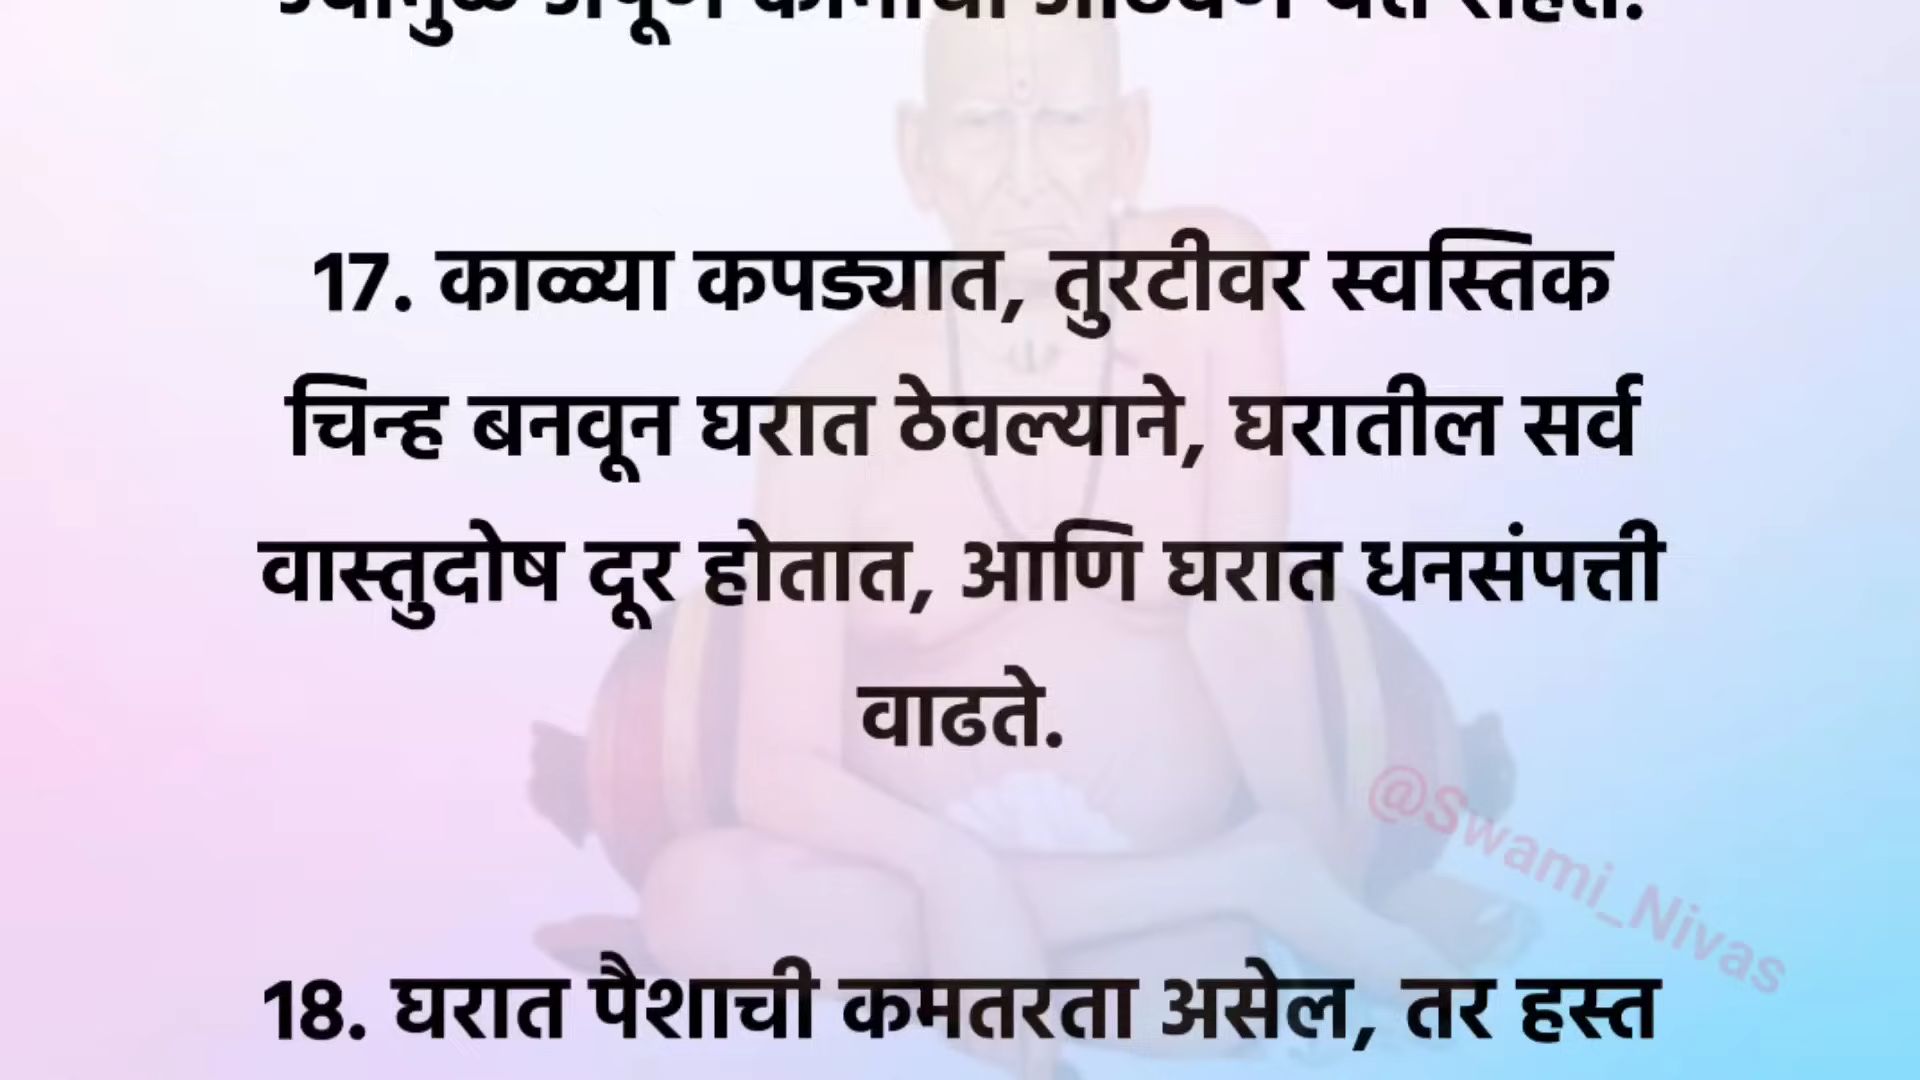 17. काळ्या कपड्यात, तुरटीवर स्वस्तिक
चिन्ह बनवून घरात ठेवल्याने, घरातील सर्व
वास्तुदोष दूर होतात, आणि घरात धनसंपत्ती
वाढते.
@Swami_Nivas
18. घरात पैशाची कमतरता असेल, तर हस्त